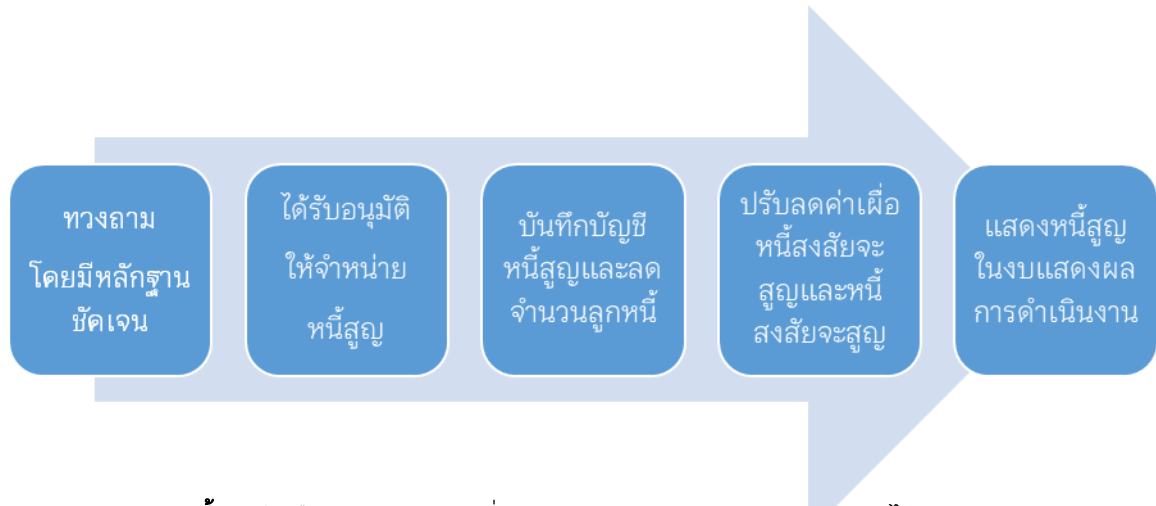 ทวงถาม
โดยมีหลักฐาน
ชัดเจน
ได้รับอนุมัติ
ให้จำหน่าย
หนี้สูญ
บันทึกบัญชี
หนี้สูญและลด
จำนวนลูกหนี้
ปรับลดค่าเผื่อ
หนี้สงสัยจะ
สูญและหนี้
สงสัยจะสูญ
แสดงหนี้สูญ
ในงบแสดงผล
การดำเนินงาน